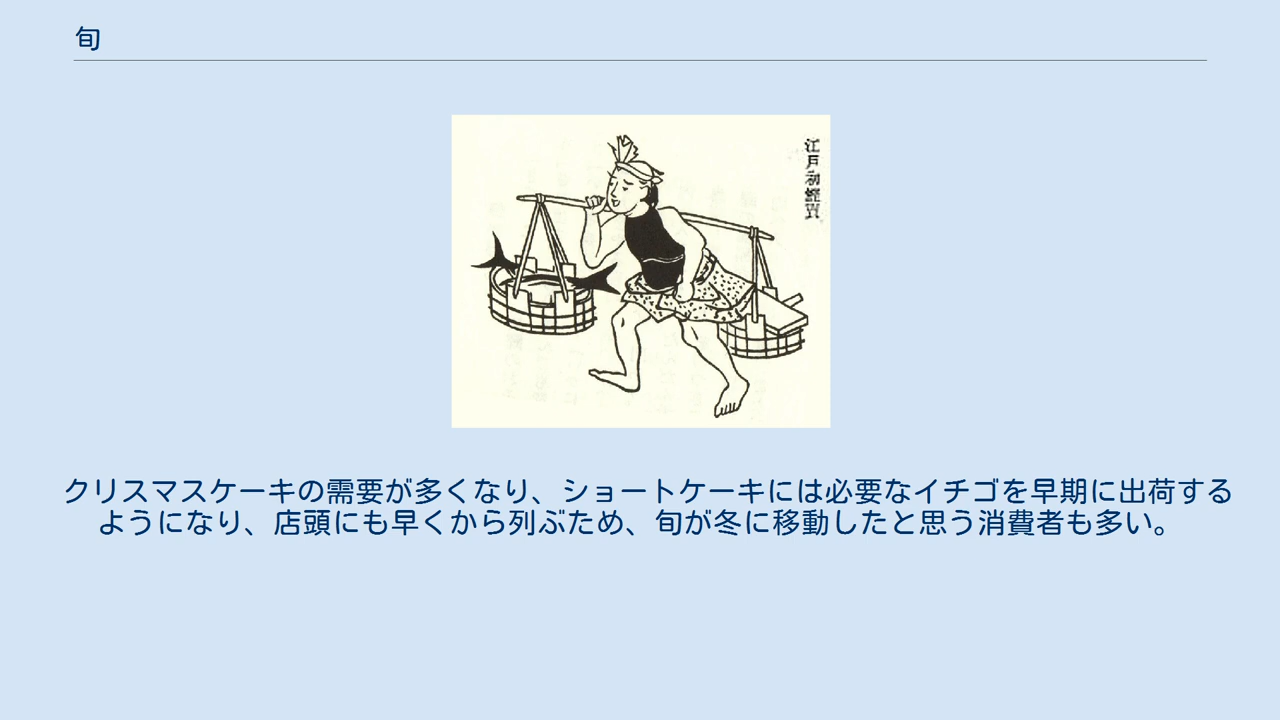 旬
江戸初鰹賣
クリスマスケーキの需要が多くなり、ショートケーキには必要なイチゴを早期に出荷する
ようになり、店頭にも早くから列ぶため、旬が冬に移動したと思う消費者も多い。